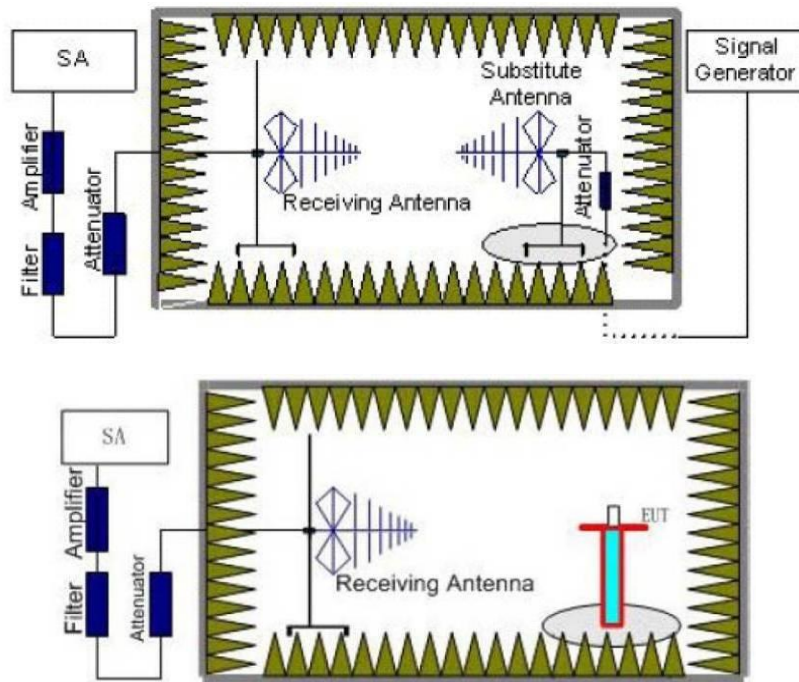 SA
Signal
Generator
Substitute
Antenna
Amplifier
Attenuator
Attenuator
Receiving Antenna
Filter
SA
Amplifier
EUT
Receiving Antenna
Filter
Attenuator